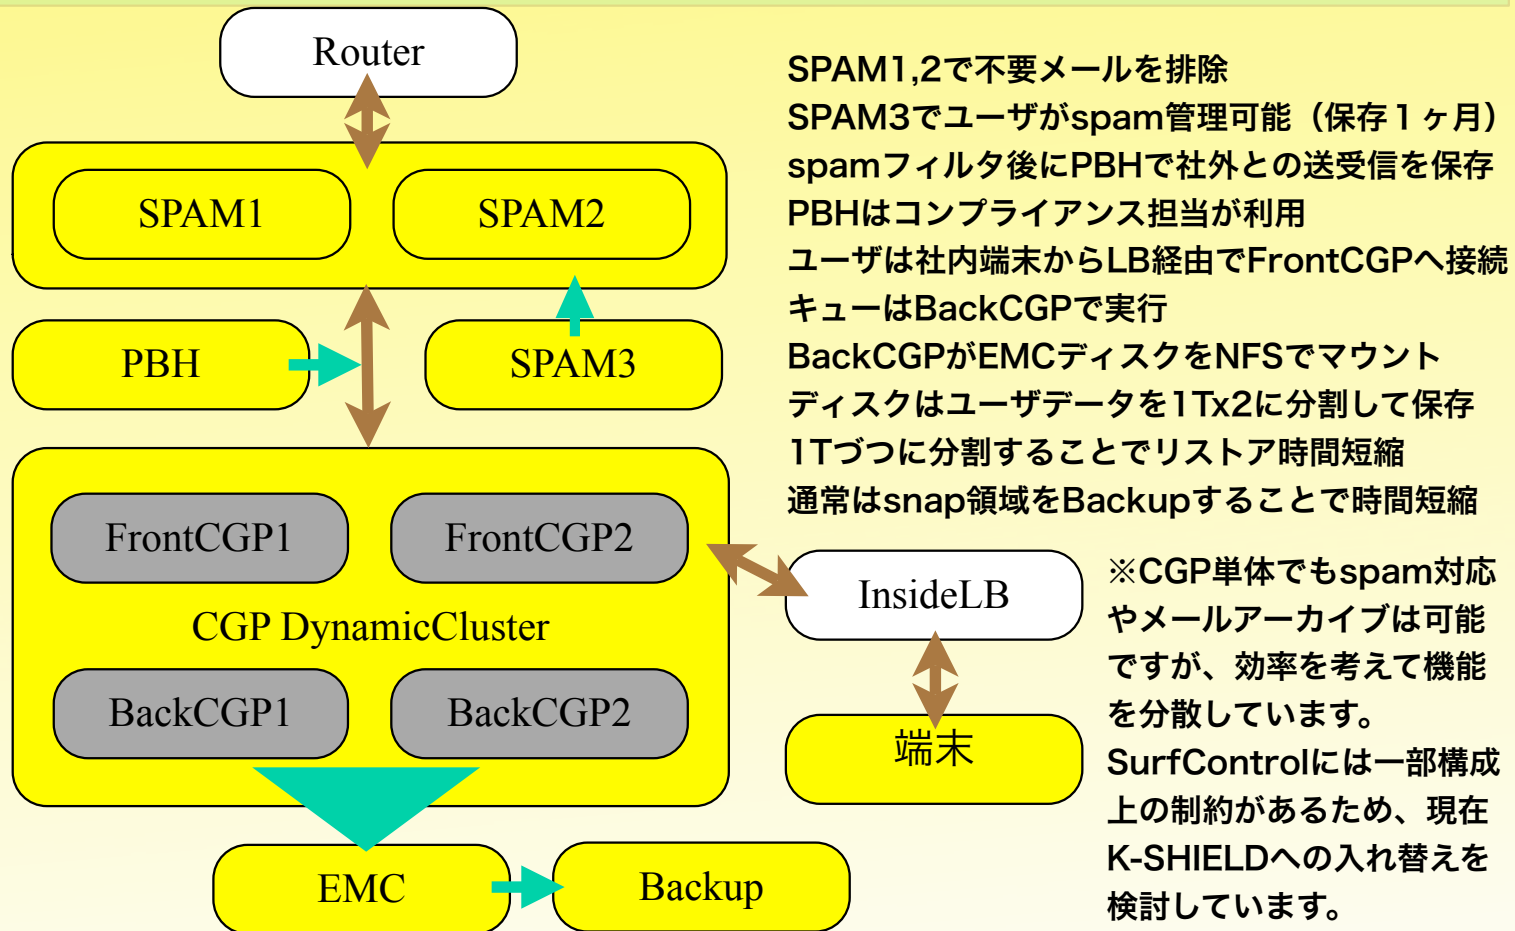 Router
SPAM1
SPAM2
PBH
SPAM3
FrontCGP1
FrontCGP2
CGP DynamicCluster
BackCGP1
BackCGP2
EMC
Backup
InsideLB
端末
SPAM1,2で不要メールを排除
SPAM3でユーザがspam管理可能（保存１ヶ月）
spamフィルタ後にPBHで社外との送受信を保存
PBHはコンプライアンス担当が利用
ユーザは社内端末からLB経由でFrontCGPへ接続
キューはBackCGPで実行
BackCGPがEMCディスクをNFSでマウント
ディスクはユーザデータを1Tx2に分割して保存
1Tづつに分割することでリストア時間短縮
通常はsnap領域をBackupすることで時間短縮
※CGP単体でもspam対応
やメールアーカイブは可能
ですが、効率を考えて機能
を分散しています。
SurfControlには一部構成
上の制約があるため、現在
K-SHIELDへの入れ替えを
検討しています。